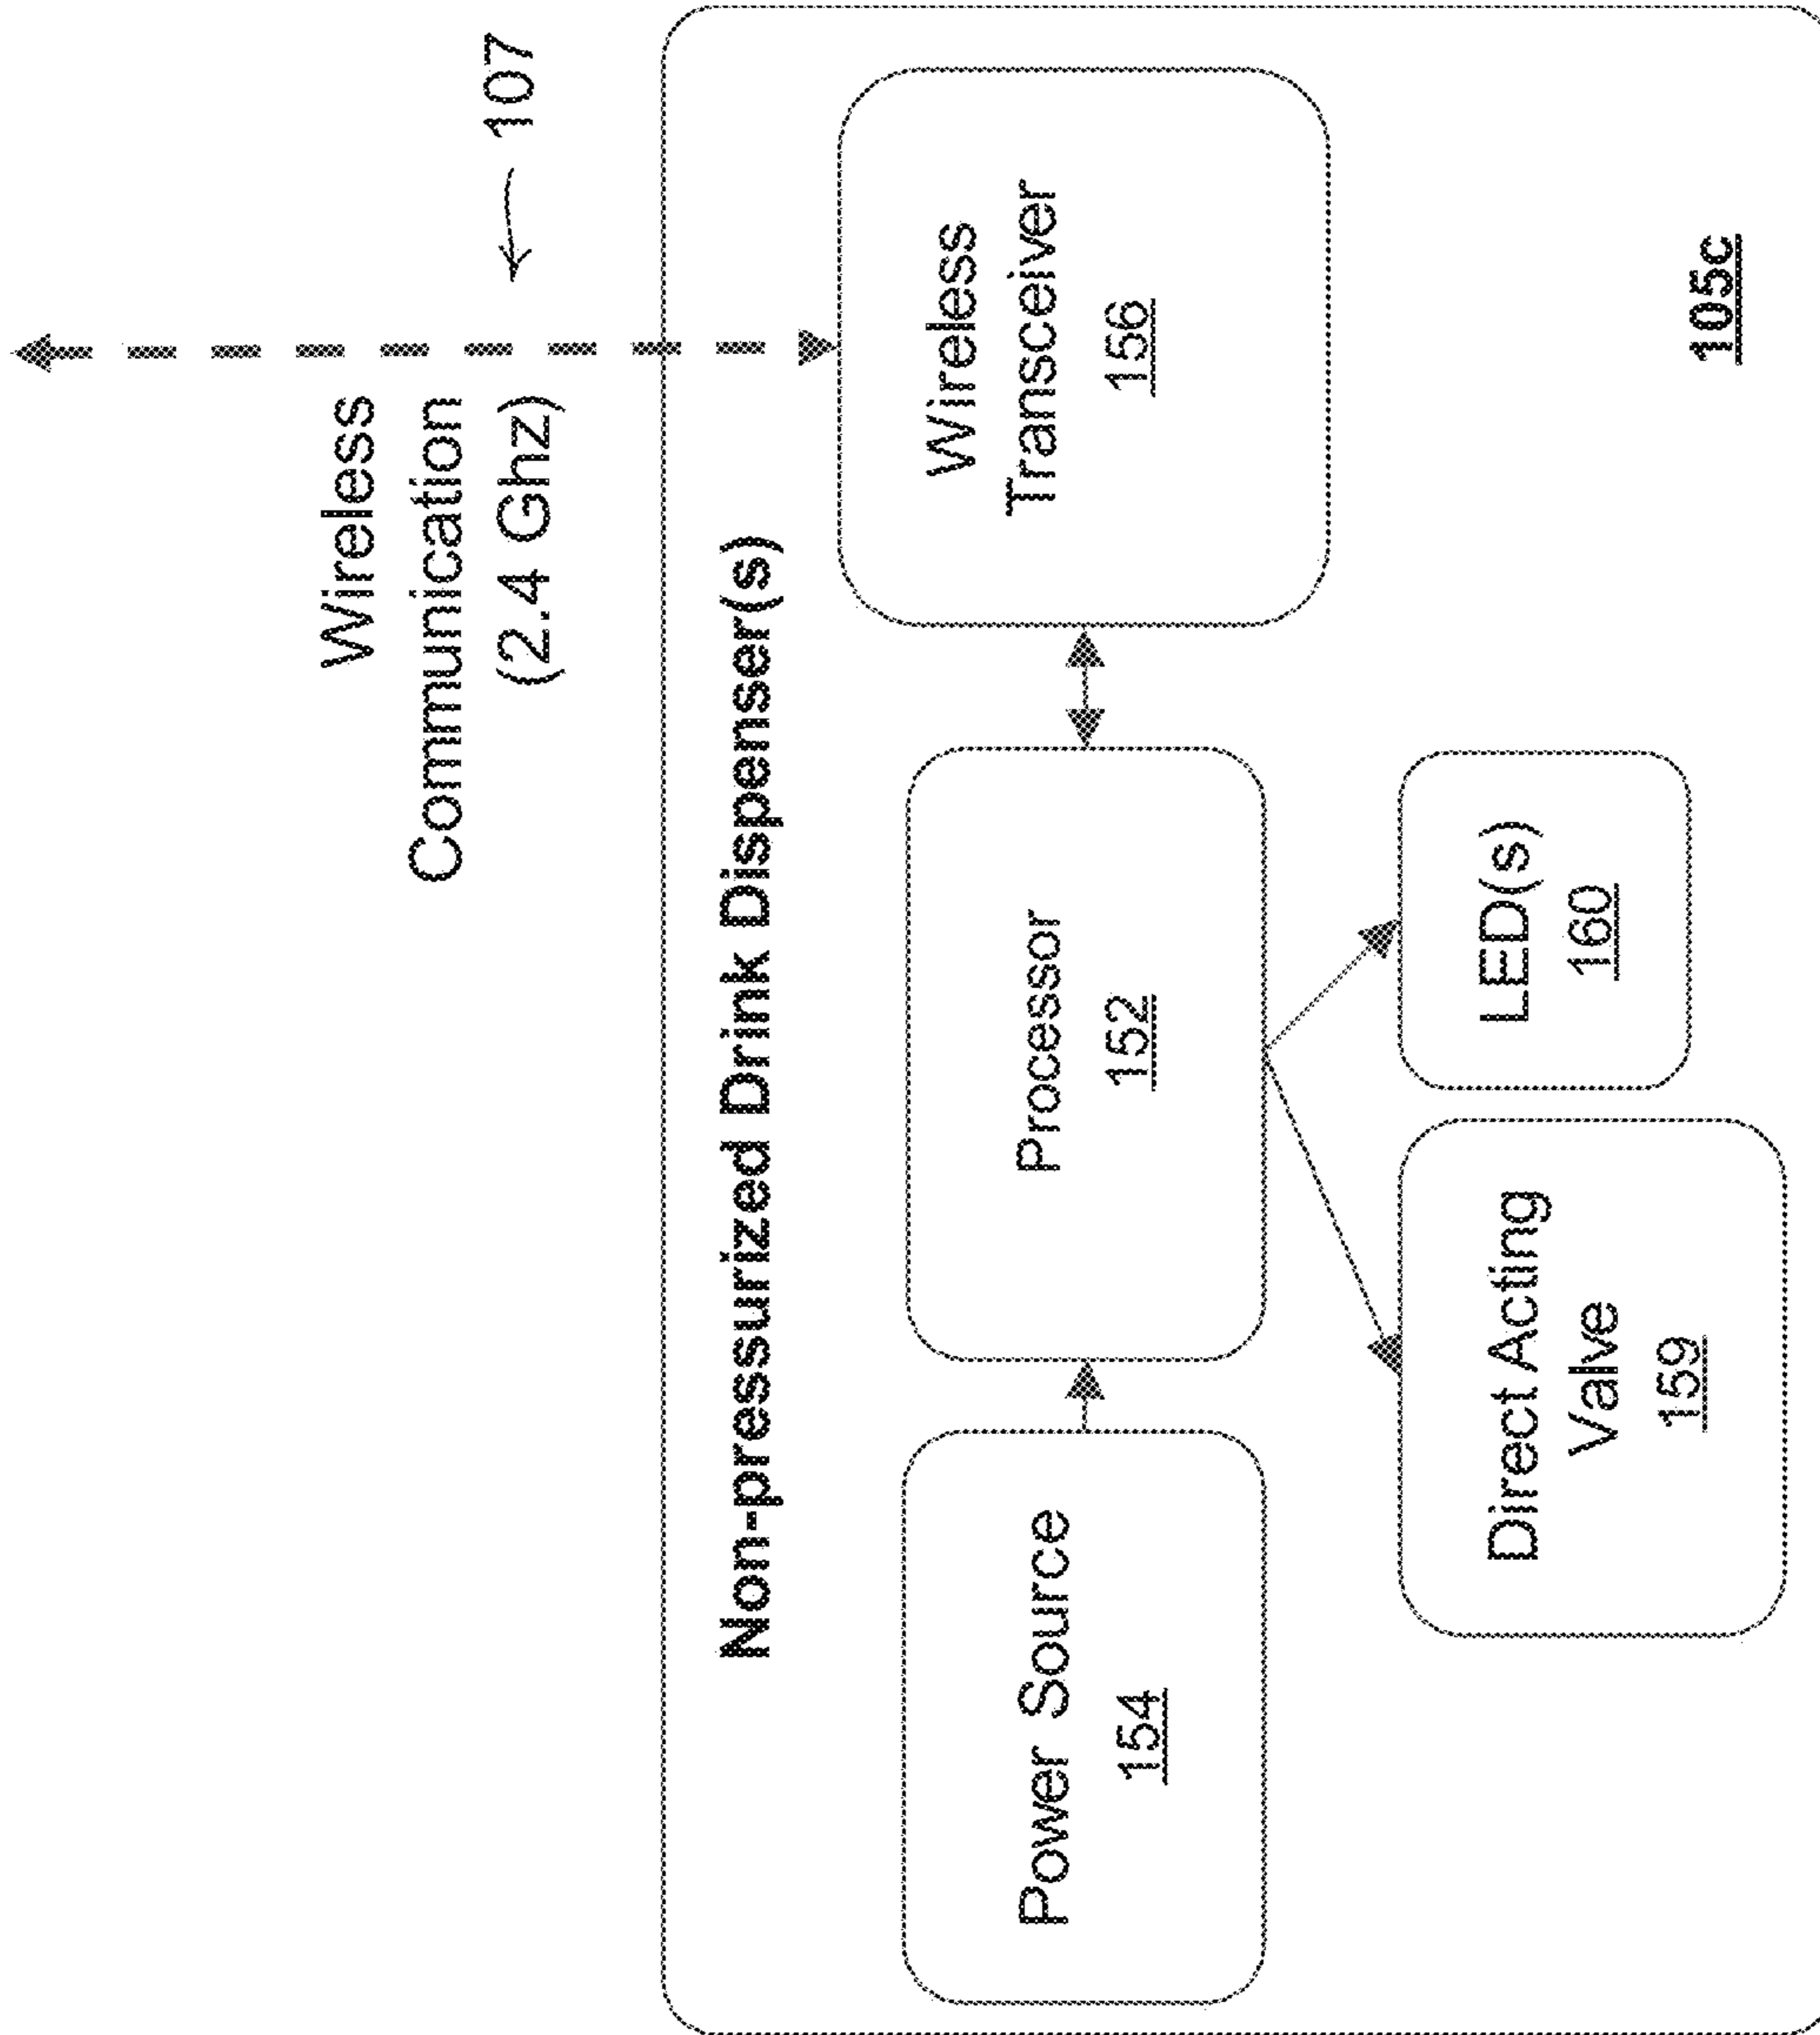 Wireless
Communication
(2.4 Ghz)
107
Non-pressurized Drink Dispenser(s)
Power Source
154
Processor
152
Wireless
Transceiver
156
Direct Acting
Valve
159
LED(s)
160
105c